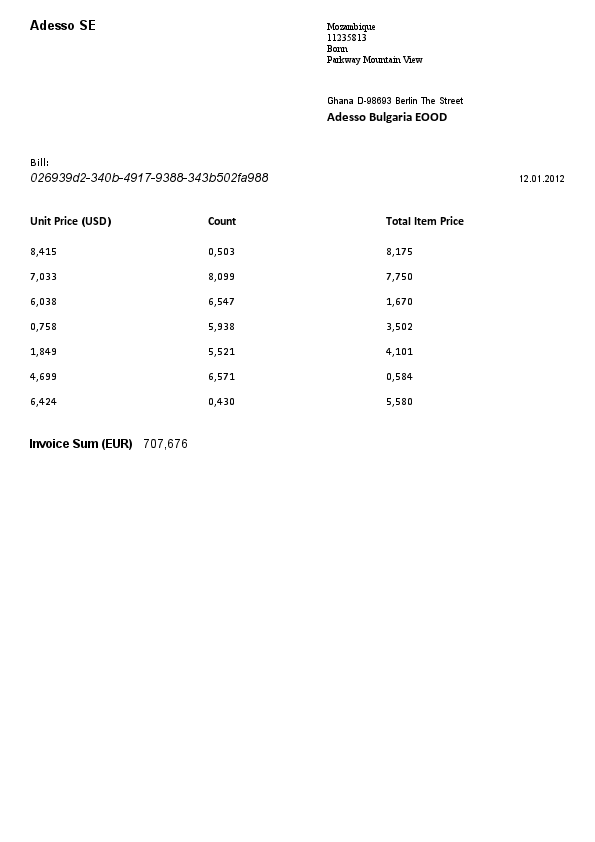 Adesso SE
Mozambique
11235813
Bonn
Parkway Mountain View
Ghana D-98693 Berlin The Street
Adesso Bulgaria EOOD
Bill:
026939d2-340b-4917-9388-343b502fa988
12.01.2012
Unit Price (USD) Count Total Item Price
8,415 0,503 8,175
7,033 8,099 7,750
6,038 6,547 1,670
0,758 5,938 3,502
1,849 5,521 4,101
4,699 6,571 0,584
6,424 0,430 5,580
Invoice Sum (EUR) 707,676